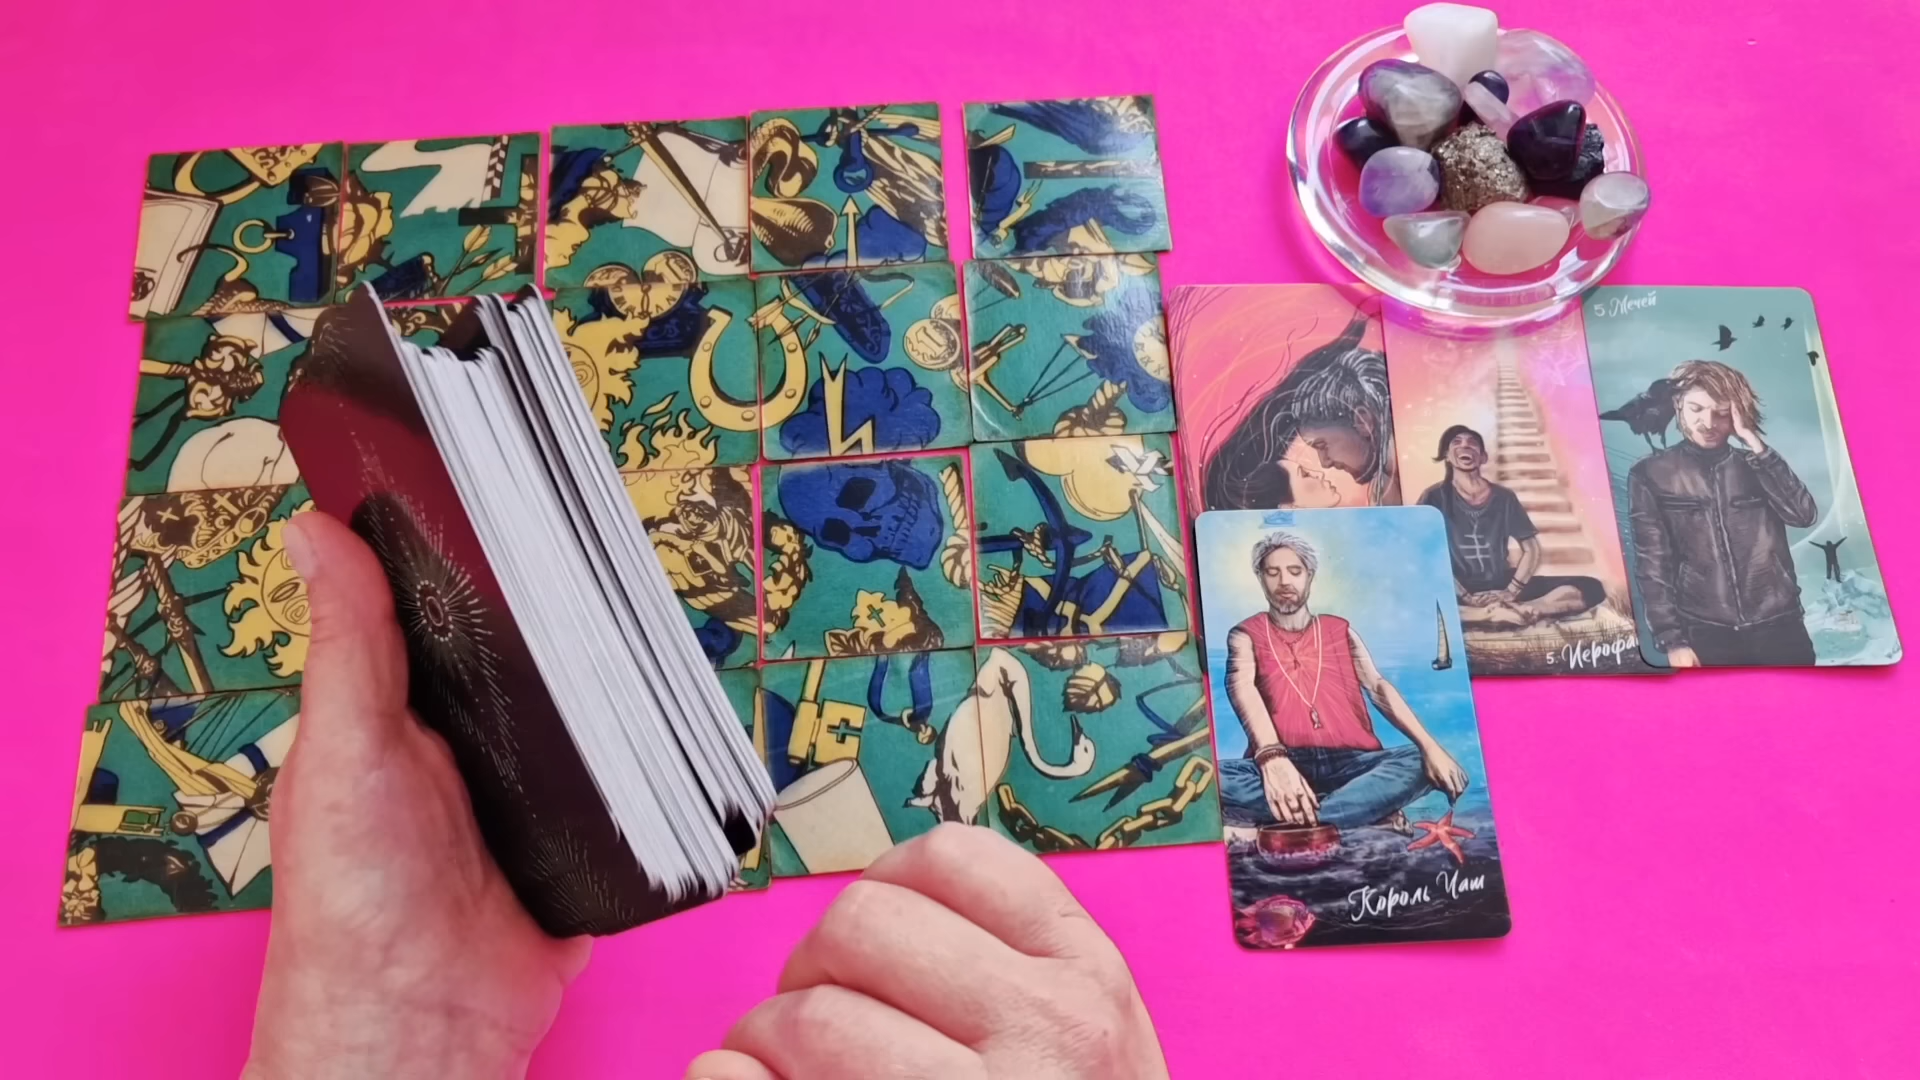 5 Мечей
5. Иерофа
Король Чаш